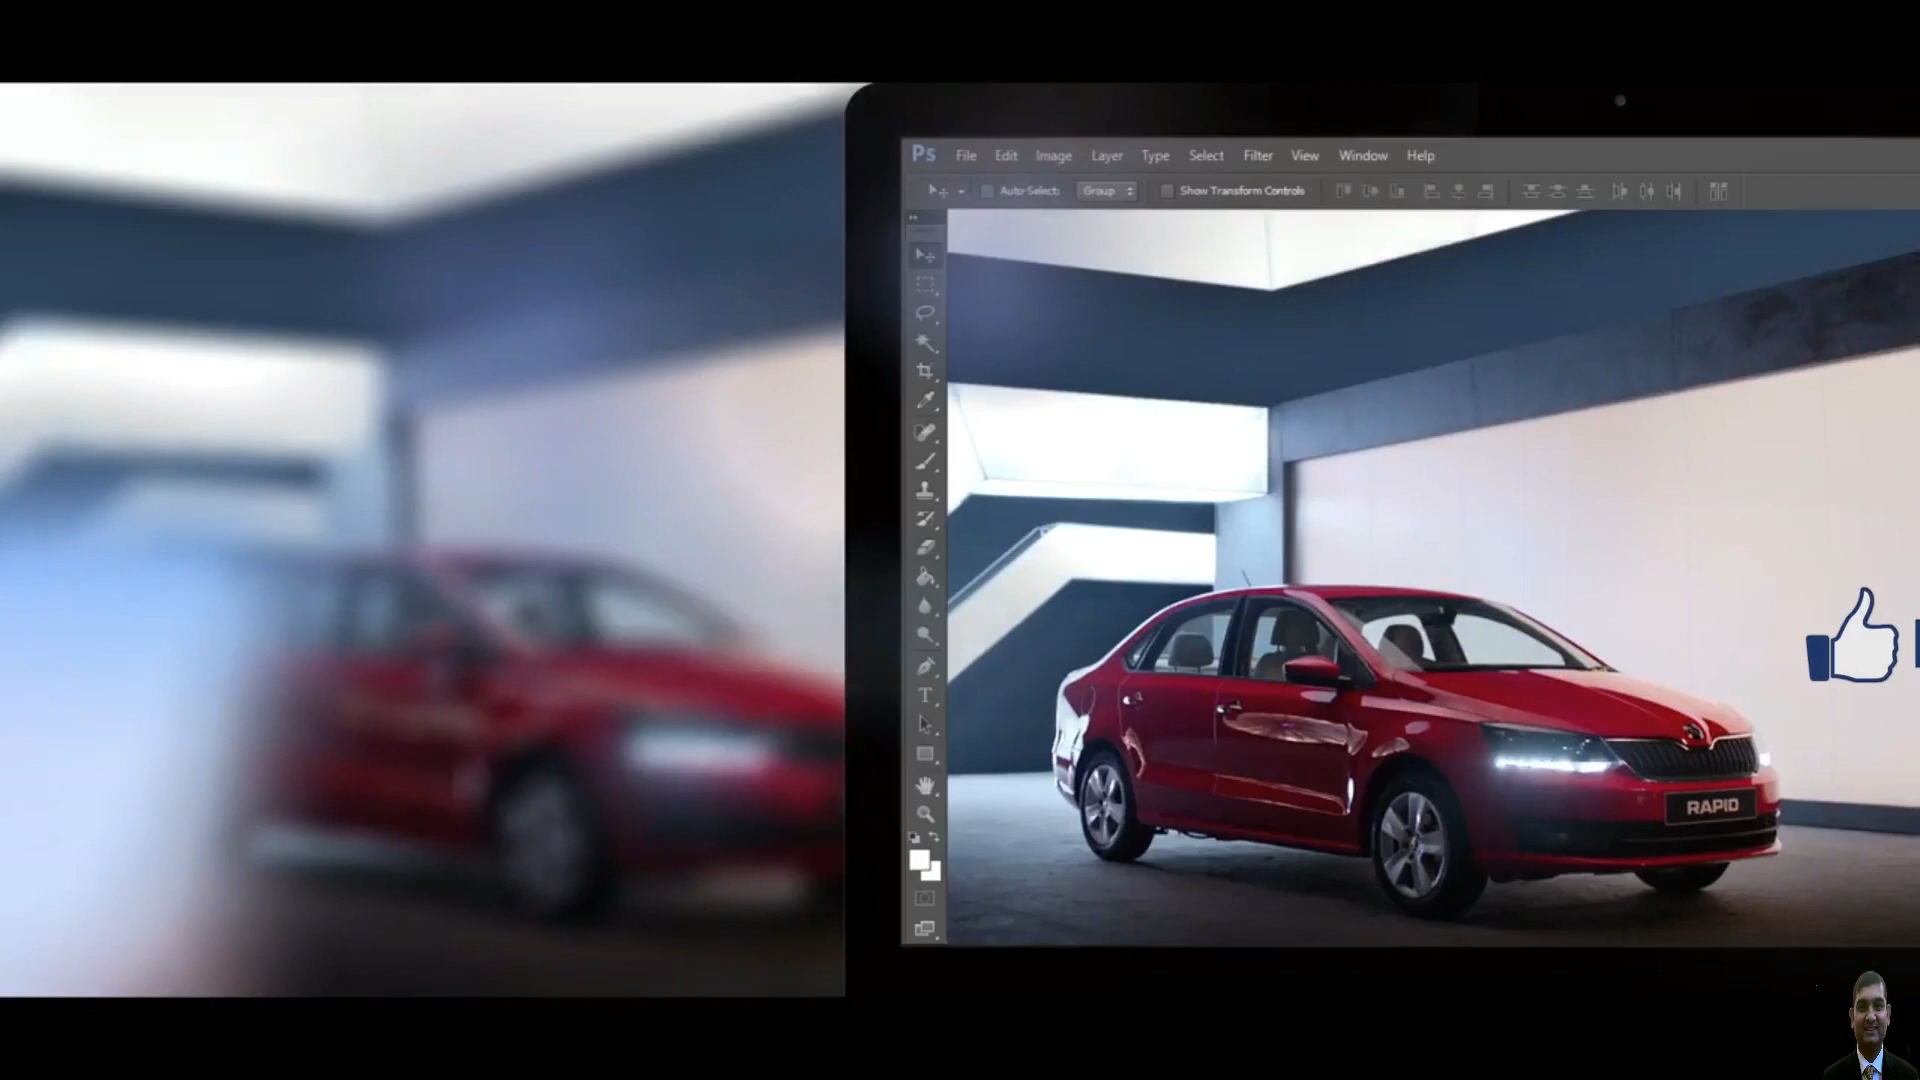 Ps File Edit Image Layer Type Select Filter View Window Help
Auto-Select: Group Show Transform Controls
T
RAPID